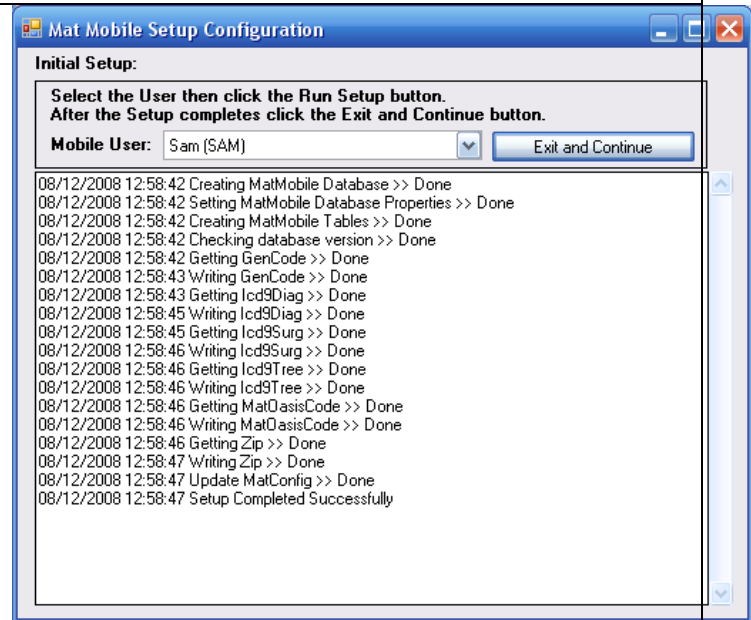 Mat Mobile Setup Configuration
Initial Setup:
Select the User then click the Run Setup button.
After the Setup completes click the Exit and Continue button.
Mobile User: Sam (SAM) Exit and Continue
08/12/2008 12:58:42 Creating MatMobile Database >> Done
08/12/2008 12:58:42 Setting MatMobile Database Properties >> Done
08/12/2008 12:58:42 Creating MatMobile Tables >> Done
08/12/2008 12:58:42 Checking database version >> Done
08/12/2008 12:58:42 Getting GenCode >> Done
08/12/2008 12:58:43 Writing GenCode >> Done
08/12/2008 12:58:43 Getting Icd9Diag >> Done
08/12/2008 12:58:45 Writing Icd9Diag >> Done
08/12/2008 12:58:45 Getting Icd9Surg >> Done
08/12/2008 12:58:46 Writing Icd9Surg >> Done
08/12/2008 12:58:46 Getting Icd9Tree >> Done
08/12/2008 12:58:46 Writing Icd9Tree >> Done
08/12/2008 12:58:46 Getting MatOasisCode >> Done
08/12/2008 12:58:46 Writing MatOasisCode >> Done
08/12/2008 12:58:46 Getting Zip >> Done
08/12/2008 12:58:47 Writing Zip >> Done
08/12/2008 12:58:47 Update MatConfig >> Done
08/12/2008 12:58:47 Setup Completed Successfully